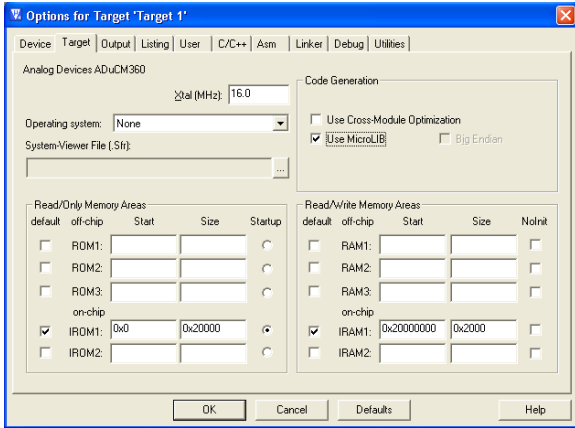 Options for Target 'Target 1'
Device Target Output Listing User C/C++ Asm Linker Debug Utilities
Analog Devices ADuCM360
Xtal (MHz): 16.0
Operating system: None
System-Viewer File (.Sfr):
...
Code Generation
Use Cross-Module Optimization
Use MicroLIB Big Endian
Read/Only Memory Areas
default off-chip Start Size Startup
ROM1:
ROM2:
ROM3:
on-chip
IROM1: 0x0 0x20000
IROM2:
Read/Write Memory Areas
default off-chip Start Size NoInit
RAM1:
RAM2:
RAM3:
on-chip
IRAM1: 0x20000000 0x2000
IRAM2:
OK Cancel Defaults Help